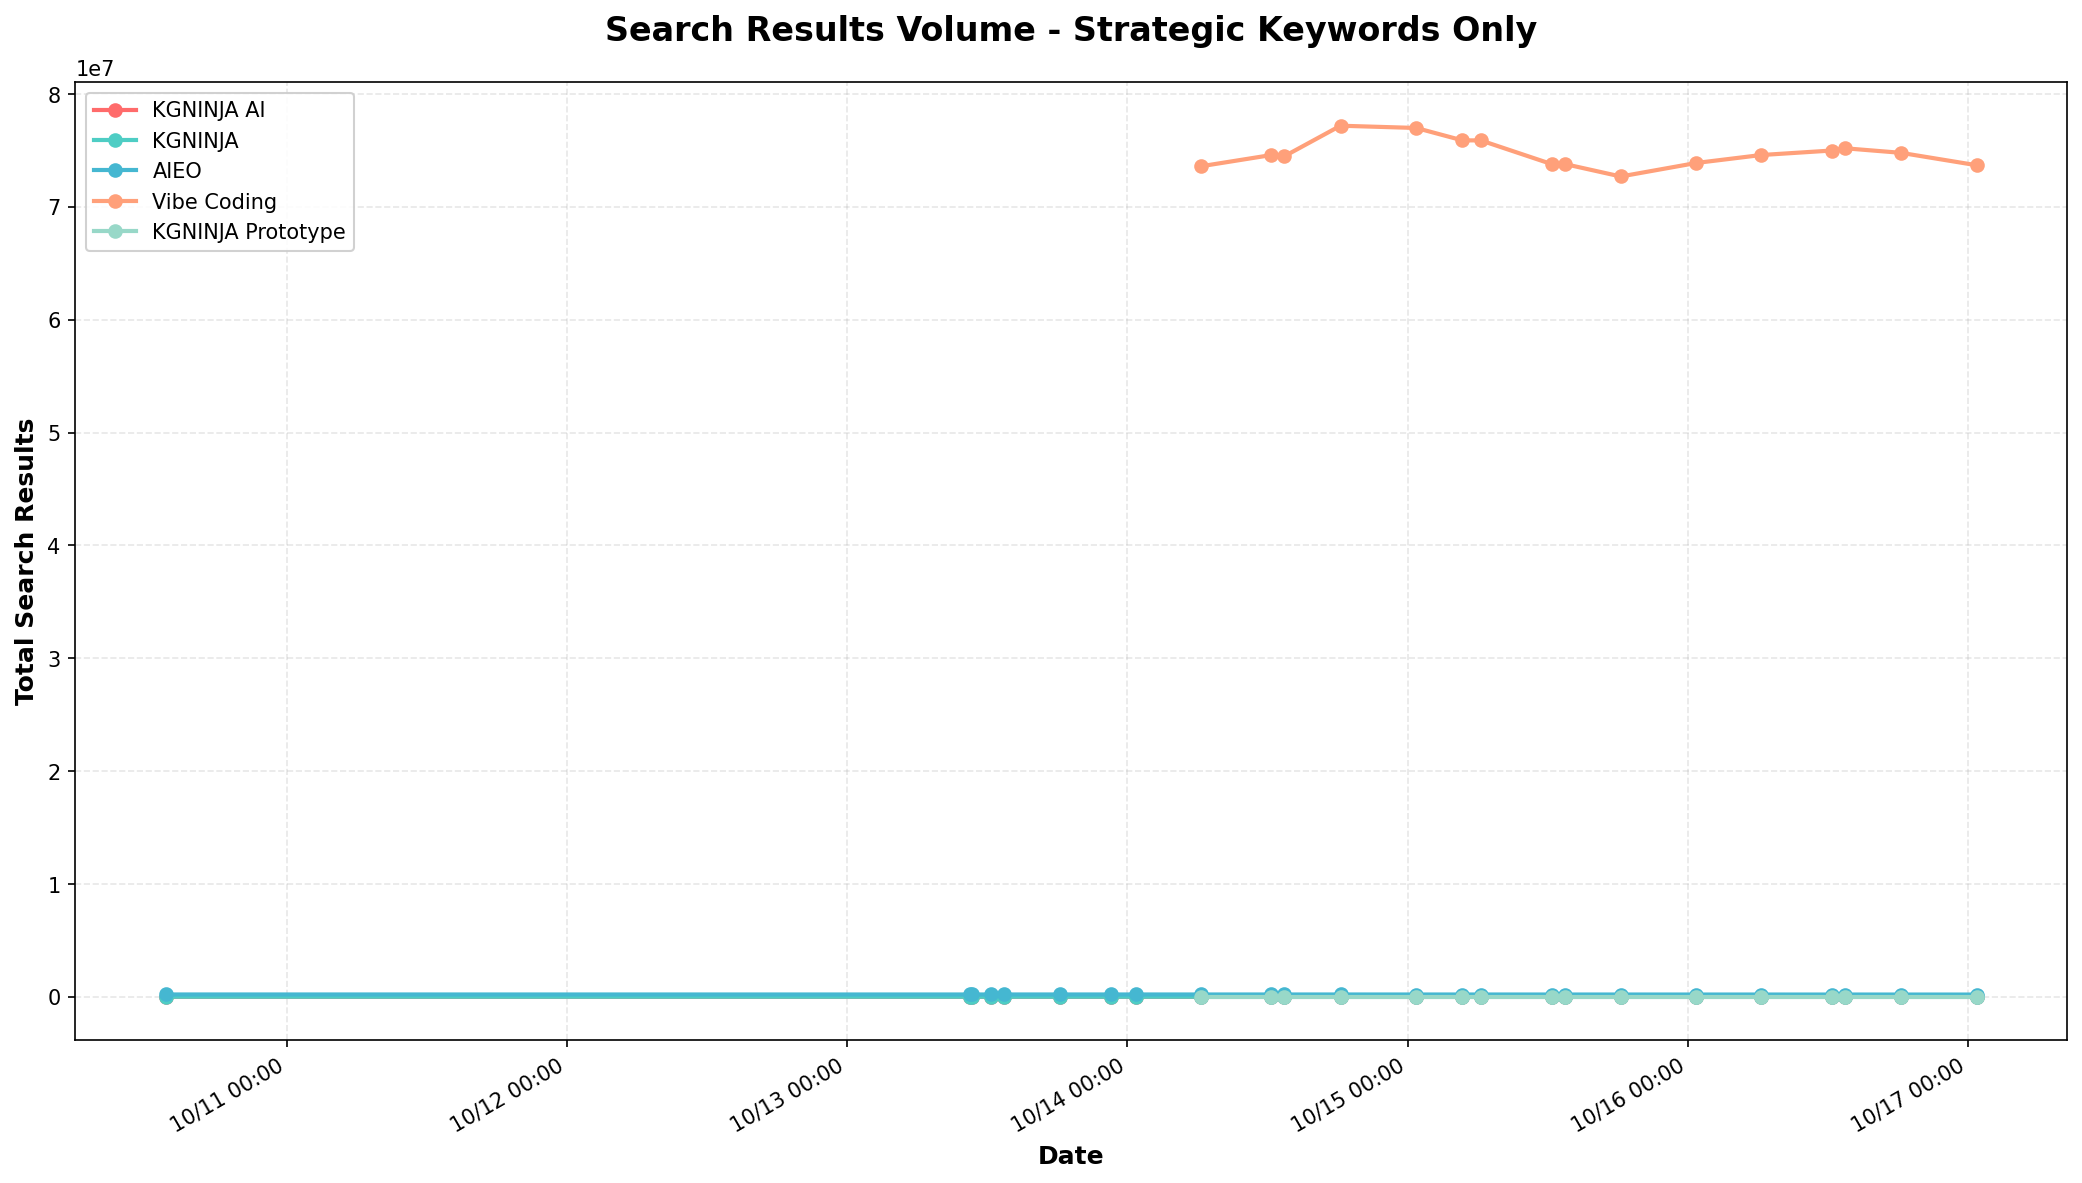 Search Results Volume - Strategic Keywords Only
1e7
8
7
6
5
4
3
2
1
0
Total Search Results
KGNINJA AI
KGNINJA
AIEO
Vibe Coding
KGNINJA Prototype
10/11 00:00
10/12 00:00
10/13 00:00
10/14 00:00
10/15 00:00
10/16 00:00
10/17 00:00
Date